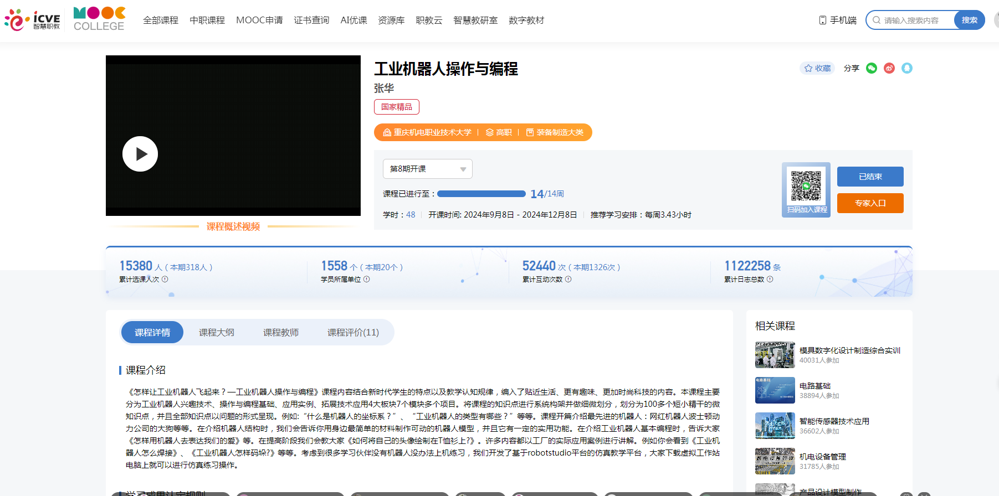 icve 智慧职教
MOOC COLLEGE
全部课程 中职课程 MOOC申请 证书查询 AI优课 资源库 职教云 智慧教研室 数字教材
手机端
请输入搜索内容
搜索
工业机器人操作与编程
收藏
分享
张华
国家精品
重庆机电职业技术大学 | 高职 | 装备制造大类
第8期开课
课程已进行至： 14/14周
学时：48 开课时间: 2024年9月8日 - 2024年12月8日 推荐学习安排：每周3.43小时
扫码加入课程
已结束
专家入口
课程概述视频
15380 人（本期318人）
累计选课人次
1558 个（本期20个）
学员所属单位
52440 次（本期1326次）
累计互动次数
1122258 条
累计日志总数
课程详情 课程大纲 课程教师 课程评价(11)
课程介绍
《怎样让工业机器人飞起来？—工业机器人操作与编程》课程内容结合新时代学生的特点以及教学认知规律，编入了贴近生活、更有趣味、更加时尚科技的内容。本课程主要
分为工业机器人兴趣技术、操作与编程基础、应用实例、拓展技术应用4大板块7个模块多个项目。将课程的知识点进行系统构架并做细微划分，划分为100多个短小精干的微
知识点，并且全部知识点以问题的形式呈现。例如:“什么是机器人的坐标系？”、“工业机器人的类型有哪些？”等等。课程开篇介绍最先进的机器人：网红机器人波士顿动
力公司的大狗等等。在介绍机器人结构时，我们会告诉你用身边最简单的材料制作可动的机器人模型，并且它有一定的实用功能。在介绍工业机器人基本编程时，告诉大家
《怎样用机器人去表达我们的爱》等。在提高阶段我们会教大家《如何将自己的头像绘制在T恤衫上?》。许多内容都以工厂的实际应用案例进行讲解。例如你会看到《工业机
器人怎么焊接》、《工业机器人怎样码垛?》等等。考虑到很多学习伙伴没有机器人没办法上机练习，我们开发了基于robotstudio平台的仿真教学平台，大家下载虚拟工作站
电脑上就可以进行仿真练习操作。
学习成果认定规则
相关课程
模具数字化设计制造综合实训
40031人参加
电路基础
电路基础
38894人参加
智能传感器技术应用
36602人参加
机电设备管理
机电设备管理
31785人参加
产品设计模型制作